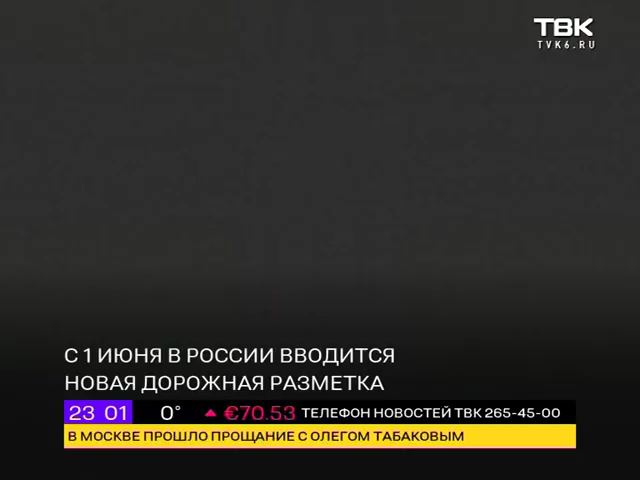 ТВК
TVK6.RU
С 1 ИЮНЯ В РОССИИ ВВОДИТСЯ
НОВАЯ ДОРОЖНАЯ РАЗМЕТКА
23 01 0° €70.53 ТЕЛЕФОН НОВОСТЕЙ ТВК 265-45-00
В МОСКВЕ ПРОШЛО ПРОЩАНИЕ С ОЛЕГОМ ТАБАКОВЫМ